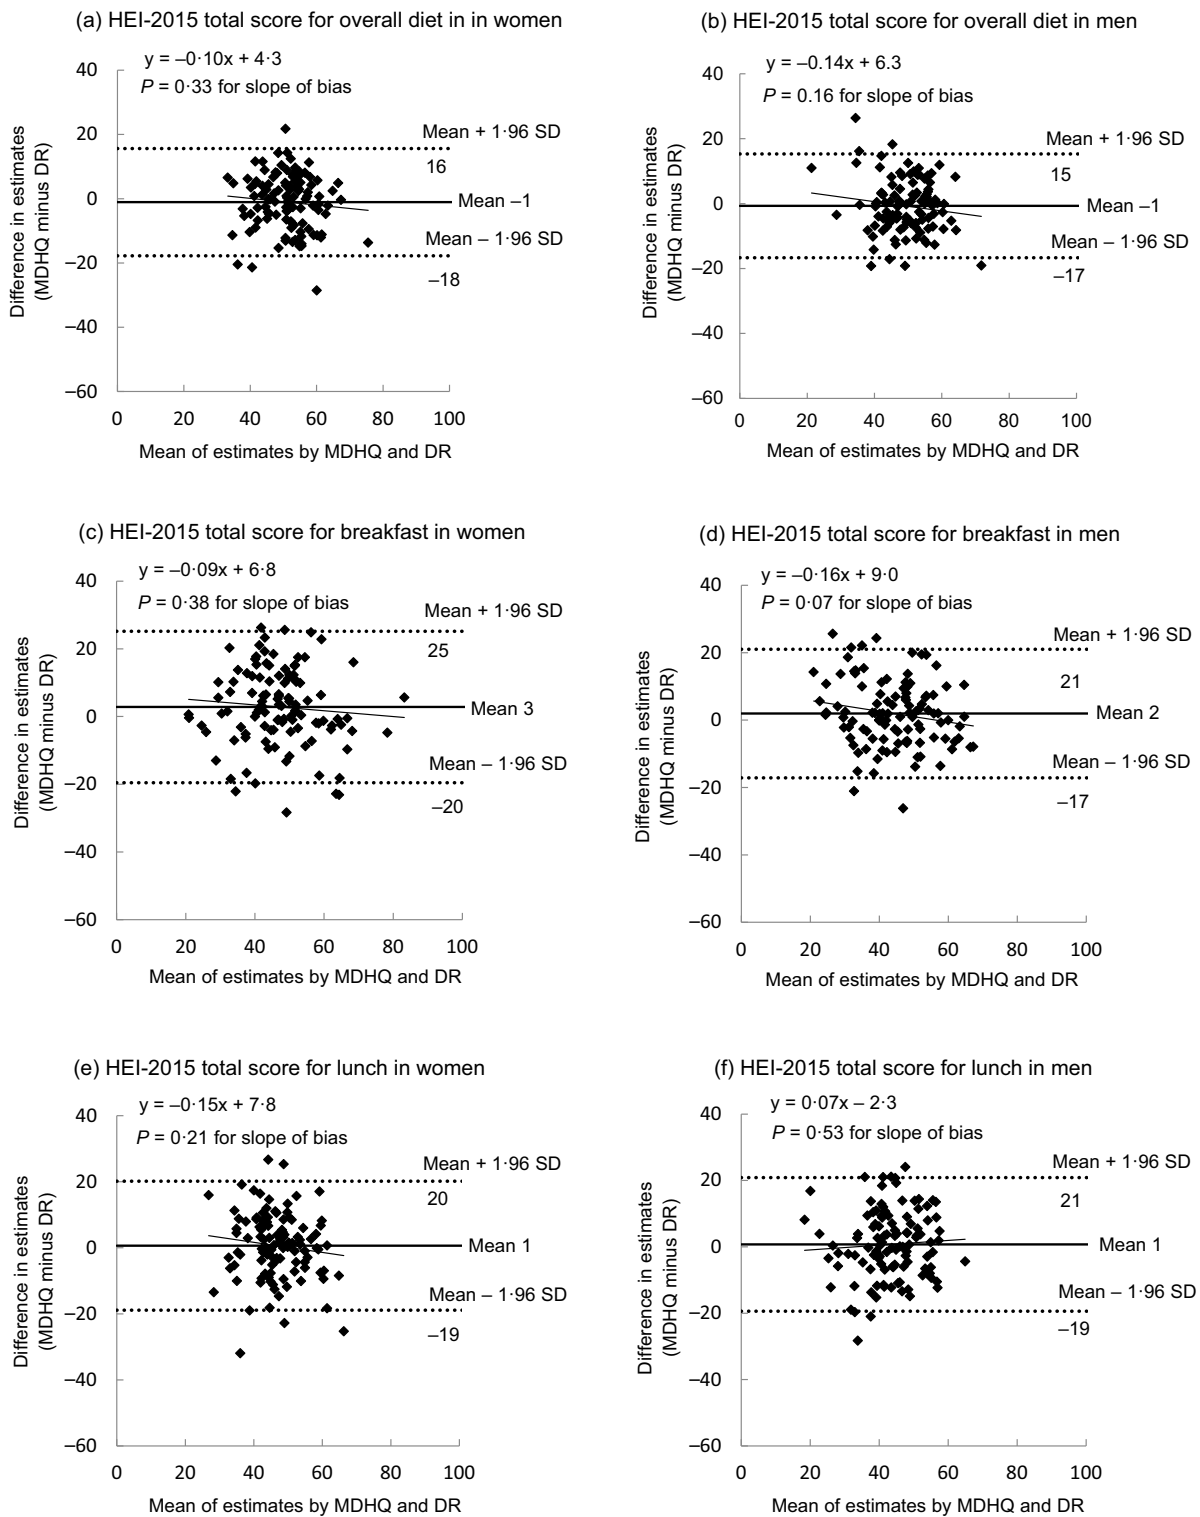 (a) HEI-2015 total score for overall diet in in women
y = –0·10x + 4·3
P = 0·33 for slope of bias
40
20
0
–20
–40
–60
Mean + 1·96 SD
16
Mean –1
Mean – 1·96 SD
–18
0 20 40 60 80 100
Mean of estimates by MDHQ and DR
Difference in estimates
(MDHQ minus DR)
(b) HEI-2015 total score for overall diet in men
y = –0.14x + 6.3
P = 0.16 for slope of bias
40
20
0
–20
–40
–60
Mean + 1·96 SD
15
Mean –1
Mean – 1·96 SD
–17
0 20 40 60 80 100
Mean of estimates by MDHQ and DR
Difference in estimates
(MDHQ minus DR)
(c) HEI-2015 total score for breakfast in women
y = –0·09x + 6·8
P = 0·38 for slope of bias
40
20
0
–20
–40
–60
Mean + 1·96 SD
25
Mean 3
Mean – 1·96 SD
–20
0 20 40 60 80 100
Mean of estimates by MDHQ and DR
Difference in estimates
(MDHQ minus DR)
(d) HEI-2015 total score for breakfast in men
y = –0·16x + 9·0
P = 0·07 for slope of bias
40
20
0
–20
–40
–60
Mean + 1·96 SD
21
Mean 2
Mean – 1·96 SD
–17
0 20 40 60 80 100
Mean of estimates by MDHQ and DR
Difference in estimates
(MDHQ minus DR)
(e) HEI-2015 total score for lunch in women
y = –0·15x + 7·8
P = 0·21 for slope of bias
40
20
0
–20
–40
–60
Mean + 1·96 SD
20
Mean 1
Mean – 1·96 SD
–19
0 20 40 60 80 100
Mean of estimates by MDHQ and DR
Difference in estimates
(MDHQ minus DR)
(f) HEI-2015 total score for lunch in men
y = 0·07x – 2·3
P = 0·53 for slope of bias
40
20
0
–20
–40
–60
Mean + 1·96 SD
21
Mean 1
Mean – 1·96 SD
–19
0 20 40 60 80 100
Mean of estimates by MDHQ and DR
Difference in estimates
(MDHQ minus DR)